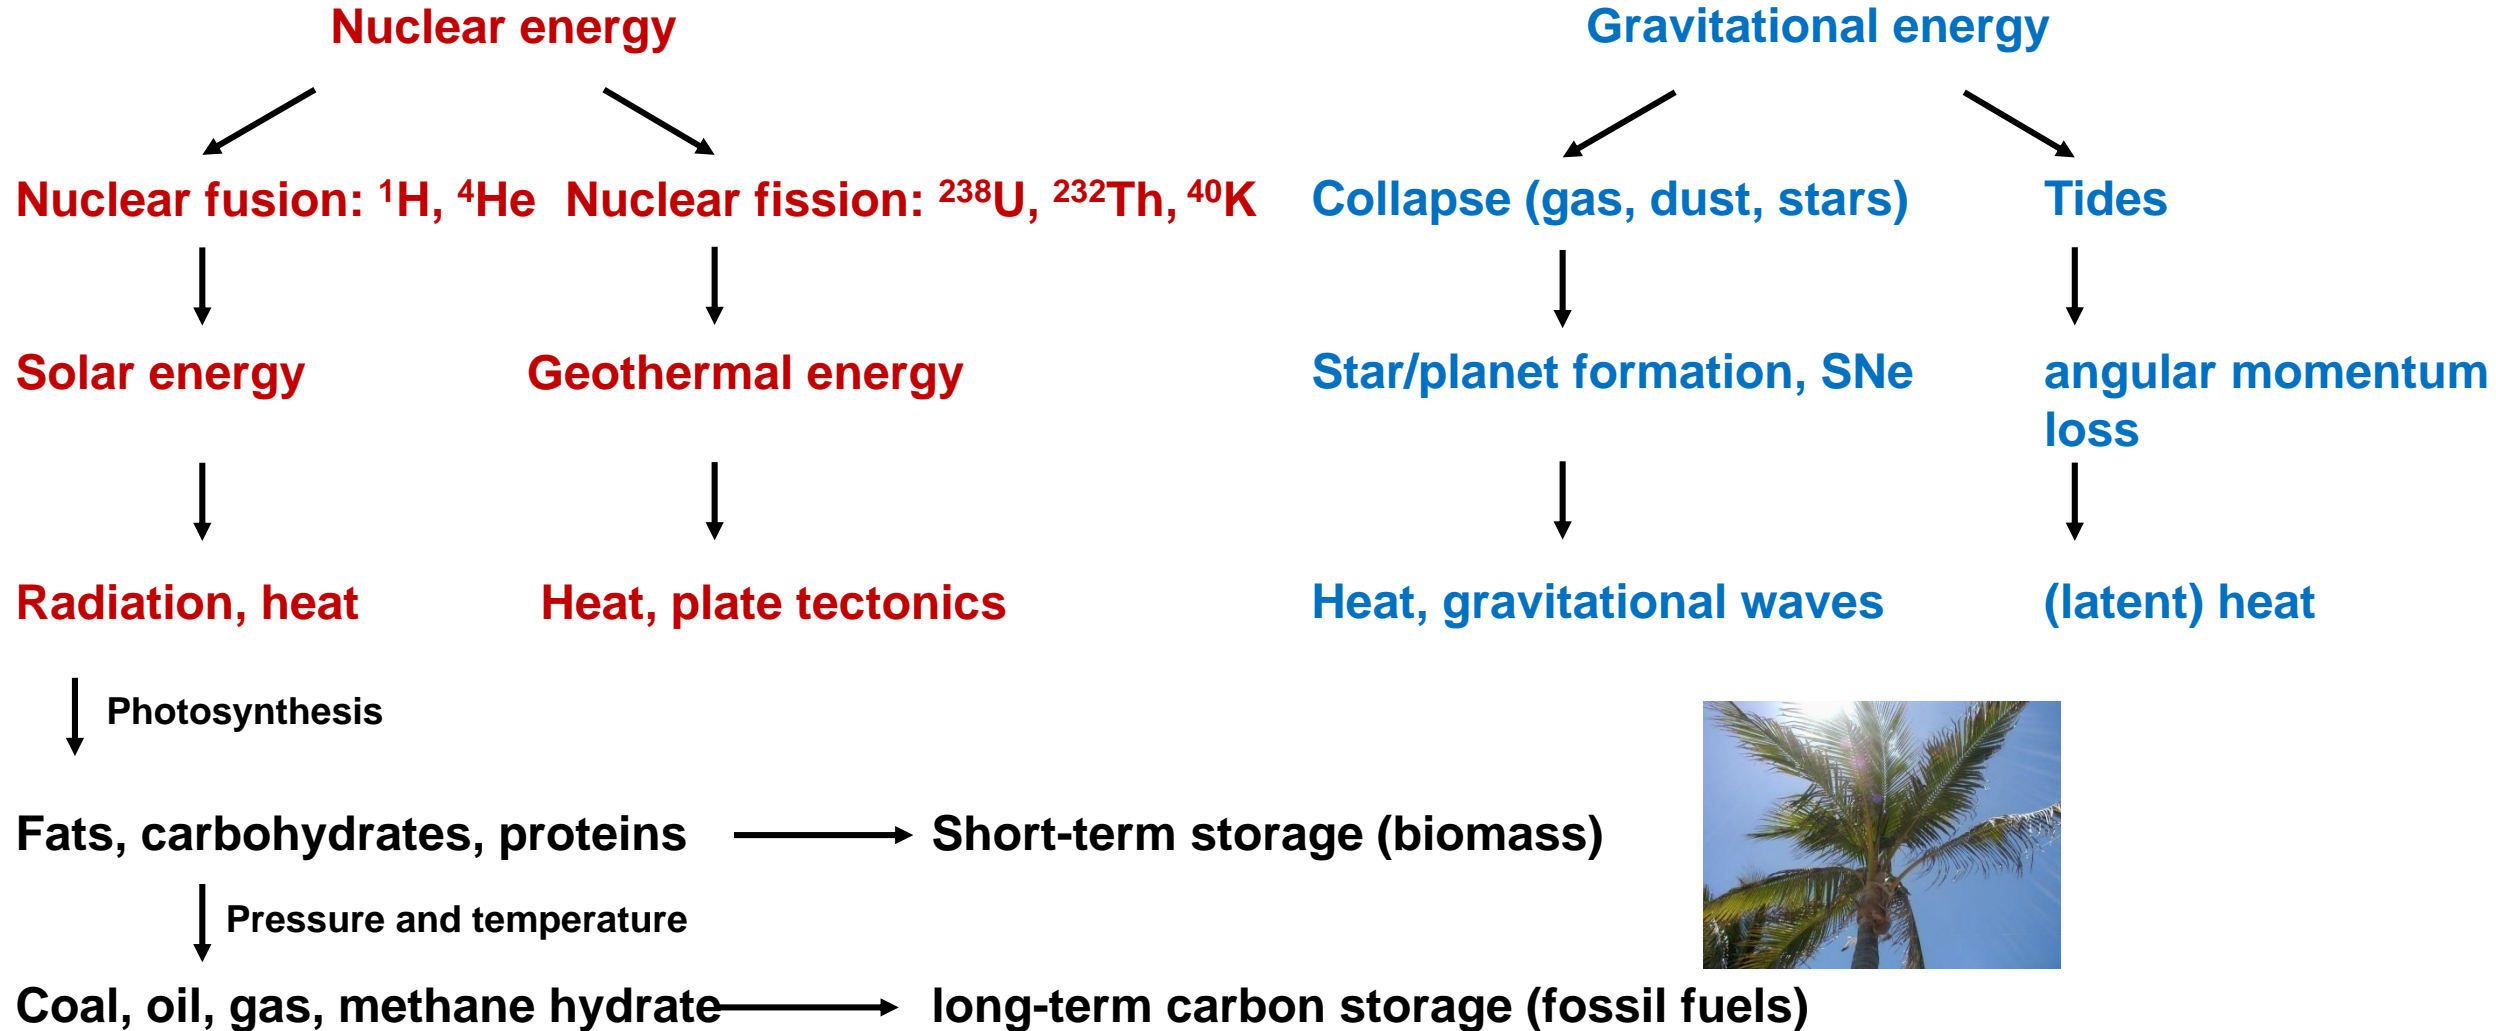 Nuclear energy
Gravitational energy
Nuclear fusion: ¹H, ⁴He
Nuclear fission: ²³⁸U, ²³²Th, ⁴⁰K
Collapse (gas, dust, stars)
Tides
Solar energy
Geothermal energy
Star/planet formation, SNe
angular momentum
loss
Radiation, heat
Heat, plate tectonics
Heat, gravitational waves
(latent) heat
Photosynthesis
Fats, carbohydrates, proteins
Short-term storage (biomass)
Pressure and temperature
Coal, oil, gas, methane hydrate
long-term carbon storage (fossil fuels)